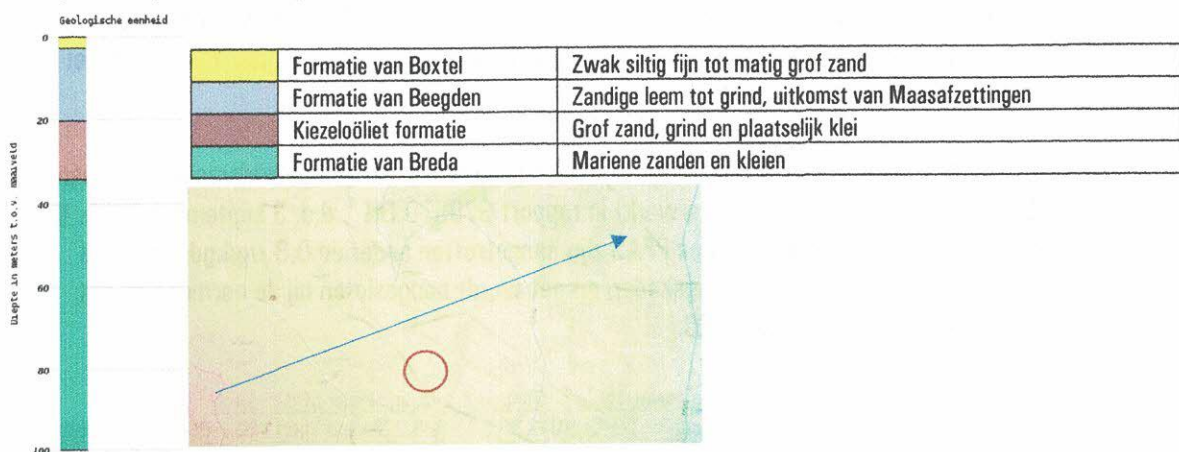 Geologische eenheid
0
20
40
60
80
100
Diepte in meters t.o.v. maaiveld
Formatie van Boxtel Zwak siltig fijn tot matig grof zand
Formatie van Beegden Zandige leem tot grind, uitkomst van Maasafzettingen
Kiezeloöliet formatie Grof zand, grind en plaatselijk klei
Formatie van Breda Mariene zanden en kleien